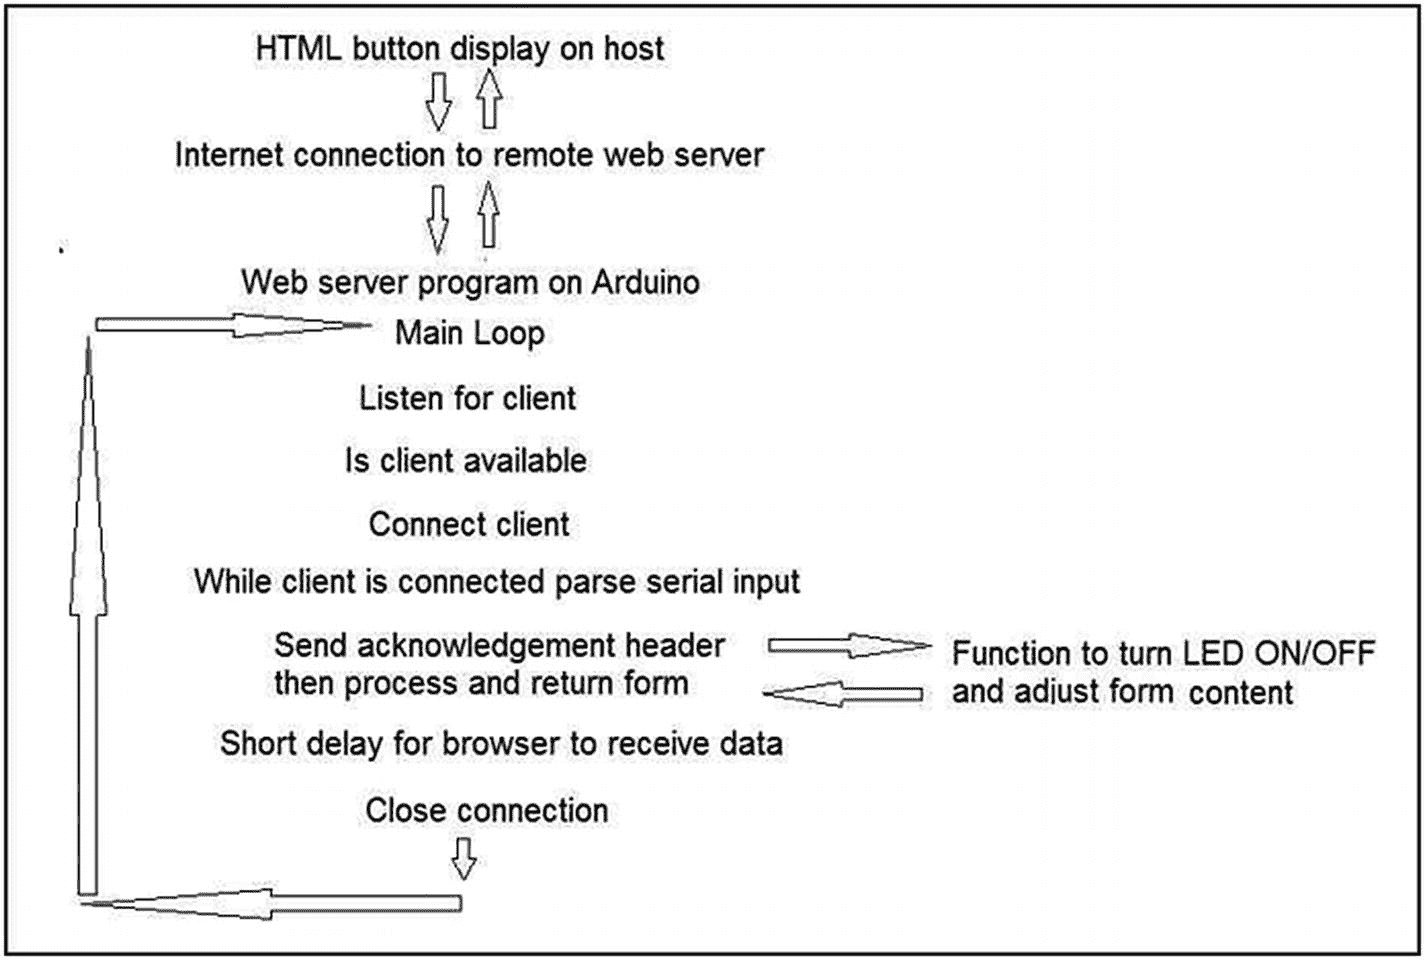 HTML button display on host
Internet connection to remote web server
Web server program on Arduino
Main Loop
Listen for client
Is client available
Connect client
While client is connected parse serial input
Send acknowledgement header
then process and return form
Function to turn LED ON/OFF
and adjust form content
Short delay for browser to receive data
Close connection